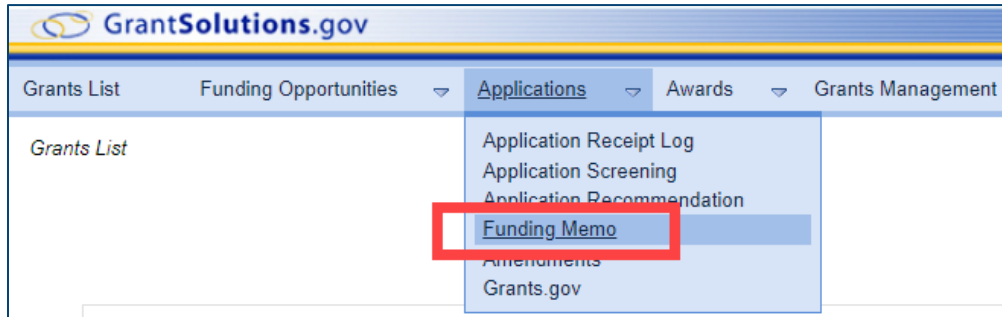 GrantSolutions.gov
Grants List Funding Opportunities Applications Awards Grants Management
Grants List
Application Receipt Log
Application Screening
Application Recommendation
Funding Memo
Amendments
Grants.gov